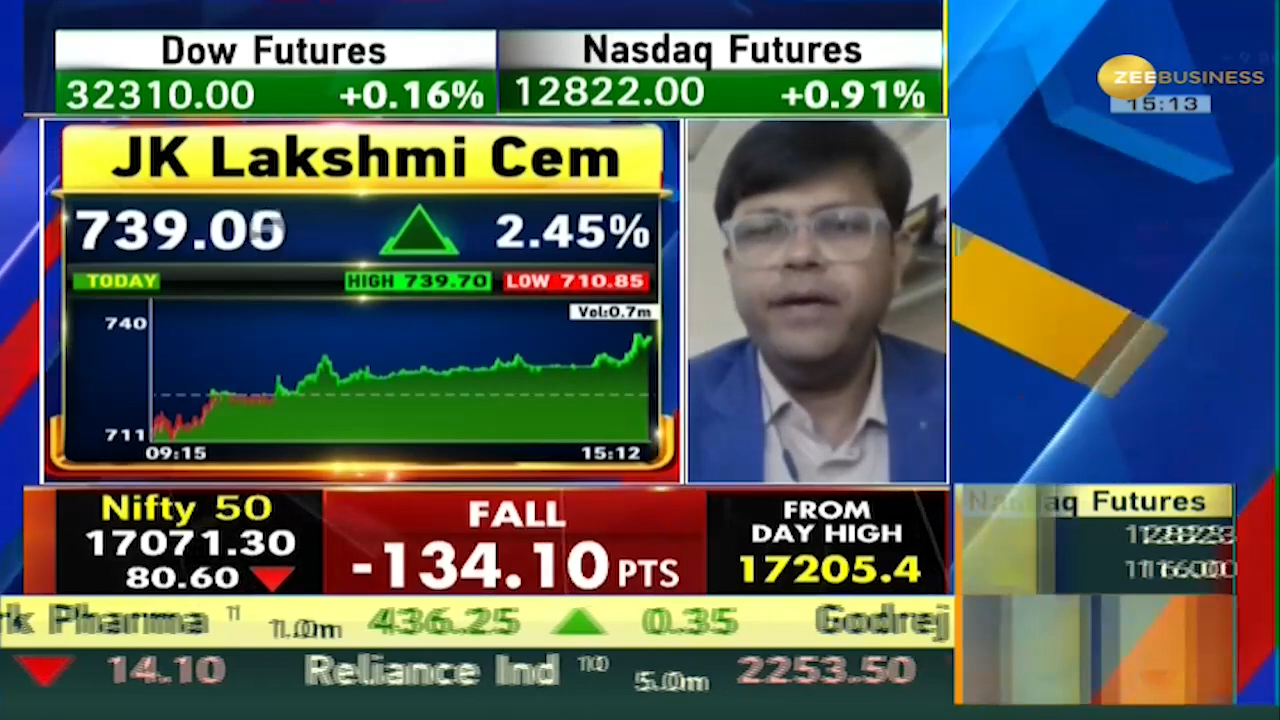 Dow Futures
32310.00 +0.16%
Nasdaq Futures
12822.00 +0.91%
ZEEBUSINESS
15:13
JK Lakshmi Cem
739.05 2.45%
TODAY HIGH 739.70 LOW 710.85
Vol:0.7m
740
711
09:15 15:12
Nifty 50
17071.30
80.60
FALL
-134.10 PTS
FROM
DAY HIGH
17205.4
Nasdaq Futures
rk Pharma 1.0m 436.25 0.35 Godrej
14.10 Reliance Ind 5.0m 2253.50